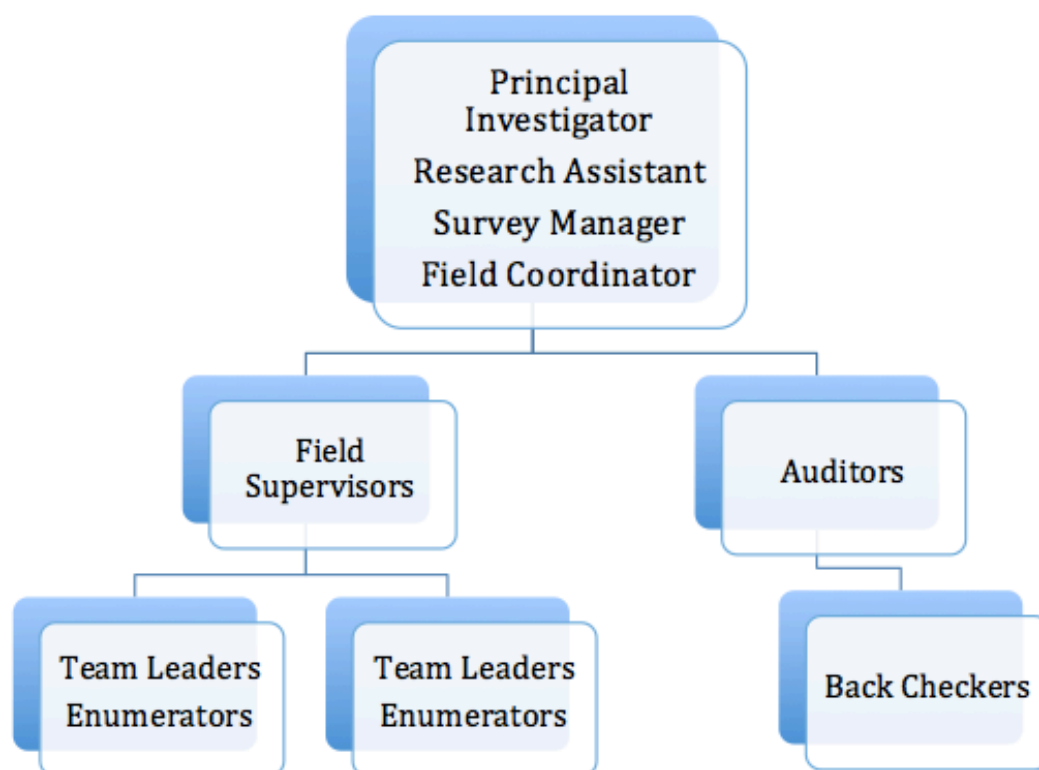 Principal
Investigator
Research Assistant
Survey Manager
Field Coordinator
Field
Supervisors
Auditors
Team Leaders
Enumerators
Team Leaders
Enumerators
Back Checkers